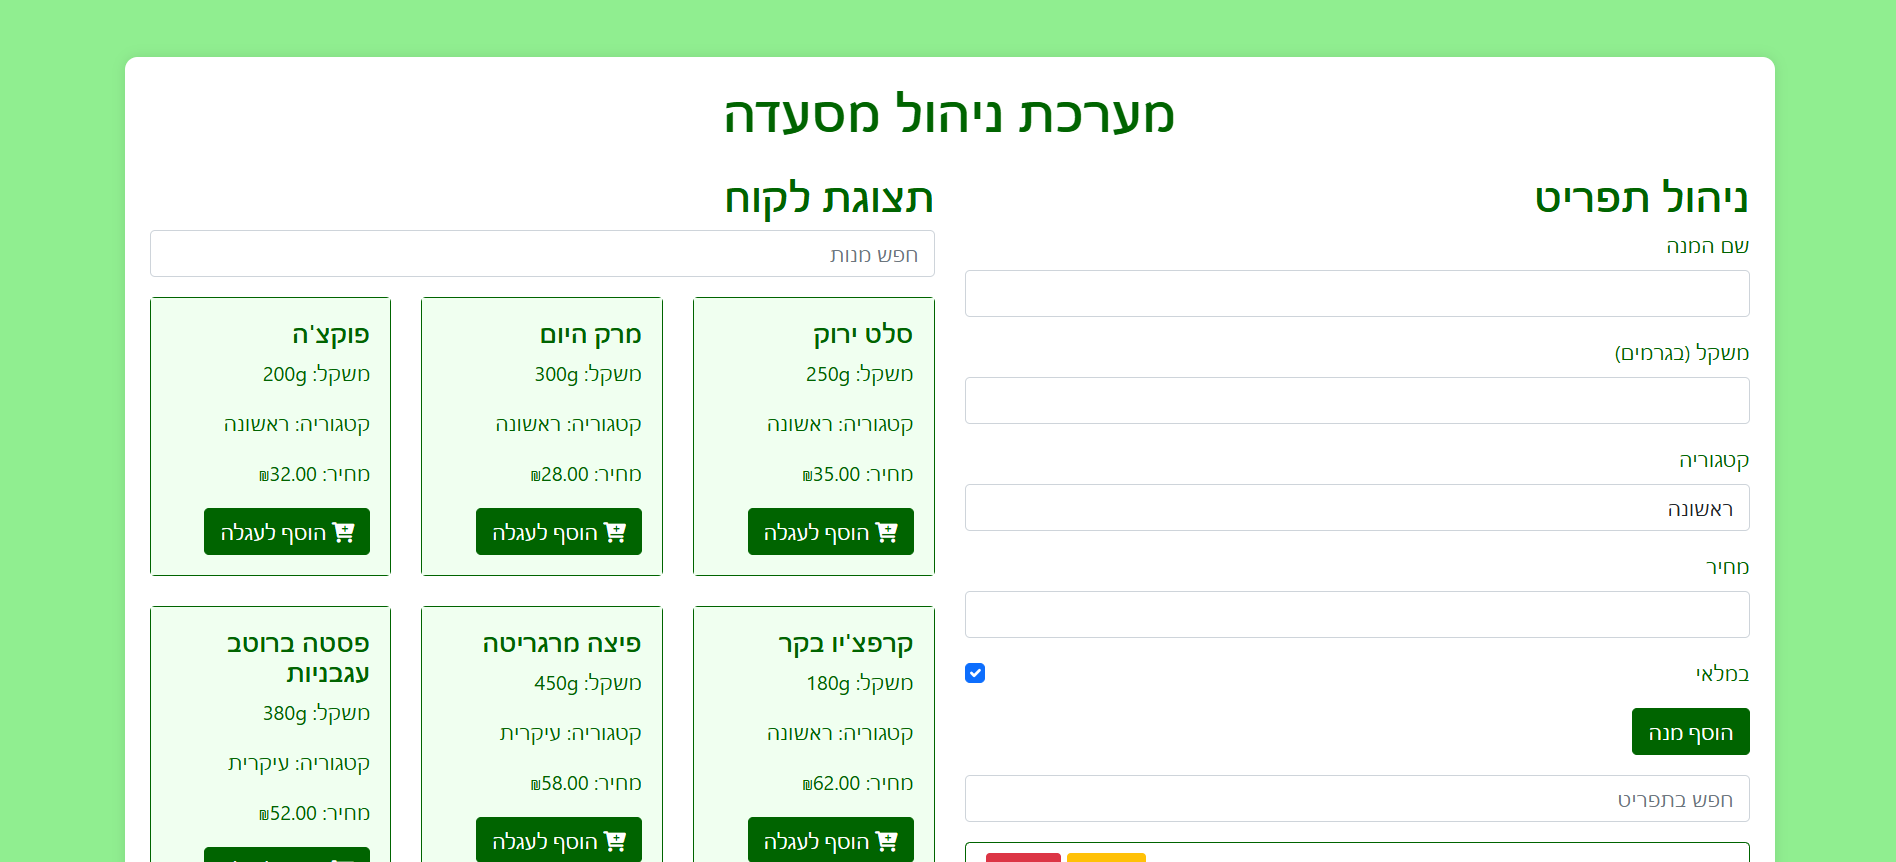 מערכת ניהול מסעדה
ניהול תפריט
שם המנה
משקל (בגרמים)
קטגוריה
ראשונה
מחיר
במלאי
הוסף מנה
חפש בתפריט
תצוגת לקוח
חפש מנות
סלט ירוק
משקל: 250g
קטגוריה: ראשונה
מחיר: 35.00₪
הוסף לעגלה
מרק היום
משקל: 300g
קטגוריה: ראשונה
מחיר: 28.00₪
הוסף לעגלה
פוקצ'ה
משקל: 200g
קטגוריה: ראשונה
מחיר: 32.00₪
הוסף לעגלה
קרפצ'יו בקר
משקל: 180g
קטגוריה: ראשונה
מחיר: 62.00₪
הוסף לעגלה
פיצה מרגריטה
משקל: 450g
קטגוריה: עיקרית
מחיר: 58.00₪
הוסף לעגלה
פסטה ברוטב
עגבניות
משקל: 380g
קטגוריה: עיקרית
מחיר: 52.00₪